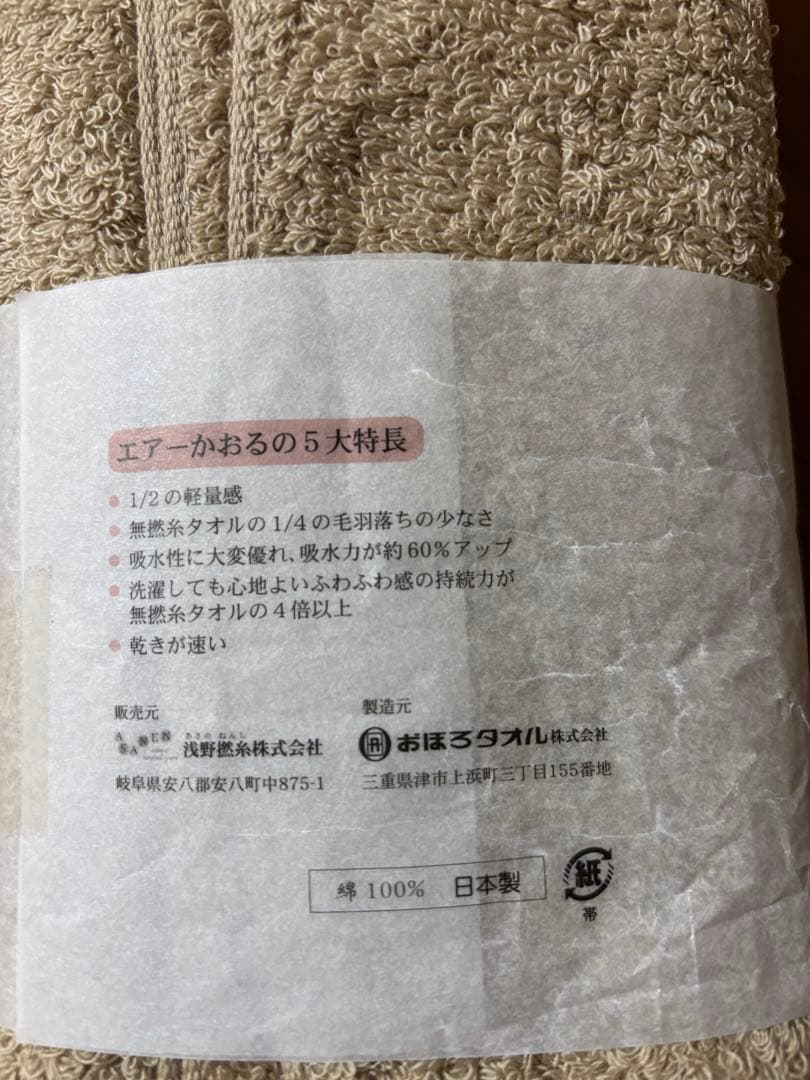 エアーかおるの5大特長
● 1/2の軽量感
● 無撚糸タオルの1/4の毛羽落ちの少なさ
● 吸水性に大変優れ、吸水力が約60%アップ
● 洗濯しても心地よいふわふわ感の持続力が
無撚糸タオルの4倍以上
● 乾きが速い
販売元
ASANEN
あさの ねんし
浅野撚糸株式会社
岐阜県安八郡安八町中875-1
製造元
おぼろタオル株式会社
三重県津市上浜町三丁目155番地
綿 100% 日本製
紙
帯